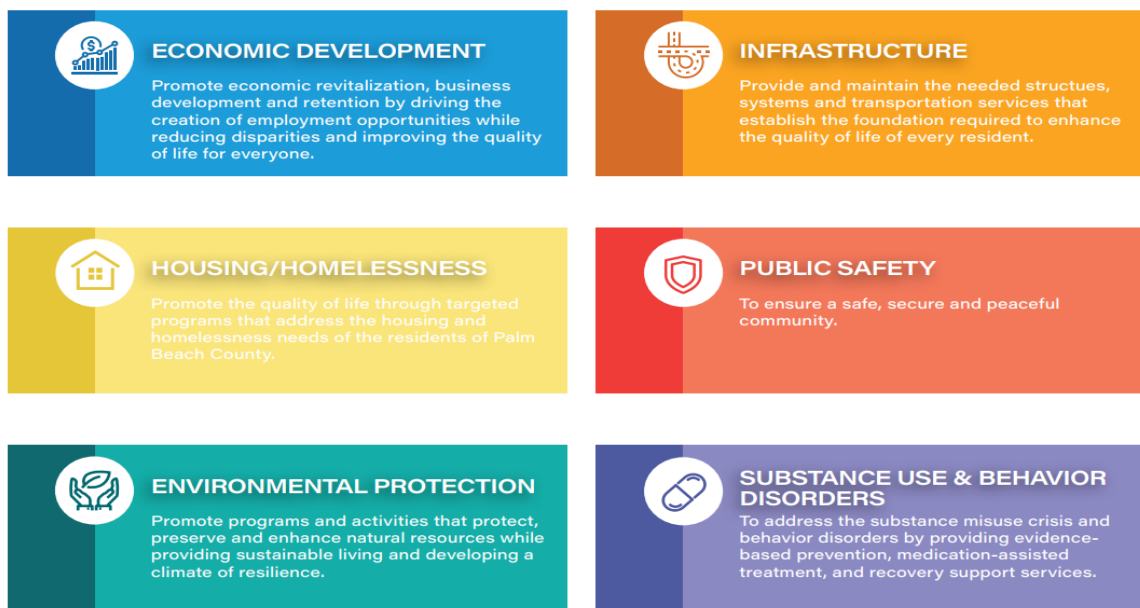 ECONOMIC DEVELOPMENT
Promote economic revitalization, business
development and retention by driving the
creation of employment opportunities while
reducing disparities and improving the quality
of life for everyone.
INFRASTRUCTURE
Provide and maintain the needed structues,
systems and transportation services that
establish the foundation required to enhance
the quality of life of every resident.
HOUSING/HOMELESSNESS
Promote the quality of life through targeted
programs that address the housing and
homelessness needs of the residents of Palm
Beach County.
PUBLIC SAFETY
To ensure a safe, secure and peaceful
community.
ENVIRONMENTAL PROTECTION
Promote programs and activities that protect,
preserve and enhance natural resources while
providing sustainable living and developing a
climate of resilience.
SUBSTANCE USE & BEHAVIOR
DISORDERS
To address the substance misuse crisis and
behavior disorders by providing evidence-
based prevention, medication-assisted
treatment, and recovery support services.